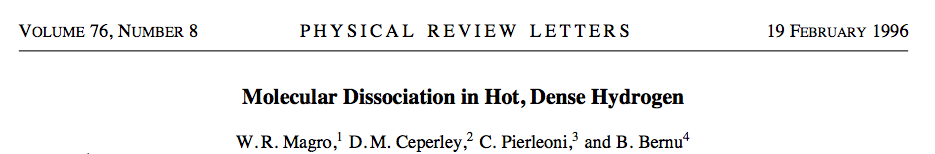 VOLUME 76, NUMBER 8 PHYSICAL REVIEW LETTERS 19 FEBRUARY 1996
Molecular Dissociation in Hot, Dense Hydrogen
W. R. Magro,¹ D. M. Ceperley,² C. Pierleoni,³ and B. Bernu⁴